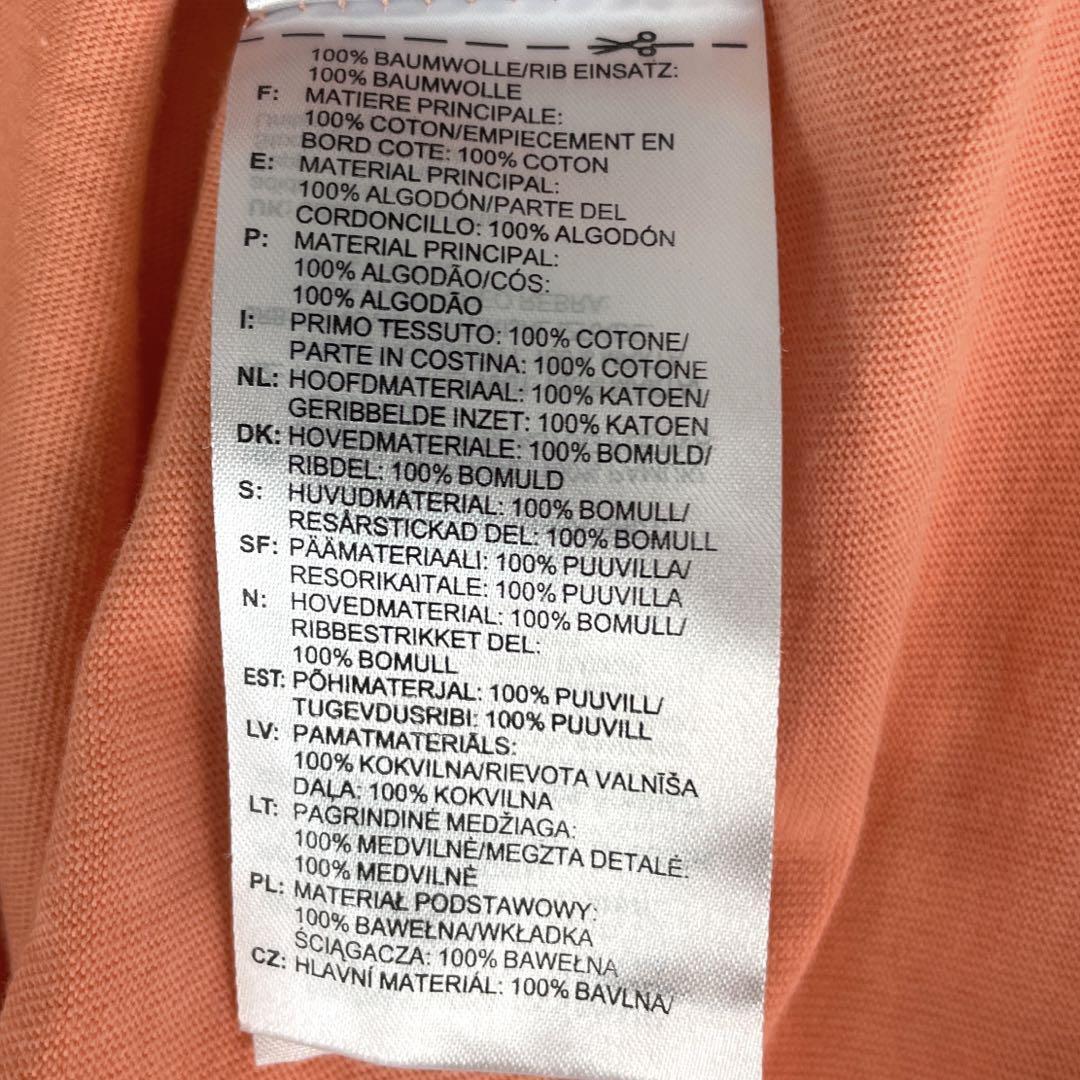 100% BAUMWOLLE/RIB EINSATZ:
100% BAUMWOLLE
F: MATIERE PRINCIPALE:
100% COTON/EMPIECEMENT EN
BORD COTE: 100% COTON
E: MATERIAL PRINCIPAL:
100% ALGODÓN/PARTE DEL
CORDONCILLO: 100% ALGODÓN
P: MATERIAL PRINCIPAL:
100% ALGODÃO/CÓS:
100% ALGODÃO
I: PRIMO TESSUTO: 100% COTONE/
PARTE IN COSTINA: 100% COTONE
NL: HOOFDMATERIAAL: 100% KATOEN/
GERIBBELDE INZET: 100% KATOEN
DK: HOVEDMATERIALE: 100% BOMULD/
RIBDEL: 100% BOMULD
S: HUVUDMATERIAL: 100% BOMULL/
RESÅRSTICKAD DEL: 100% BOMULL
SF: PÄÄMATERIAALI: 100% PUUVILLA/
RESORIKAITALE: 100% PUUVILLA
N: HOVEDMATERIAL: 100% BOMULL/
RIBBESTRIKKET DEL:
100% BOMULL
EST: PÕHIMATERJAL: 100% PUUVILL/
TUGEVDUSRIBI: 100% PUUVILL
LV: PAMATMATERIĀLS:
100% KOKVILNA/RIEVOTA VALNĪŠA
DAĻA: 100% KOKVILNA
LT: PAGRINDINĖ MEDŽIAGA:
100% MEDVILNĖ/MEGZTA DETALĖ:
100% MEDVILNĖ
PL: MATERIAŁ PODSTAWOWY:
100% BAWEŁNA/WKŁADKA
ŚCIĄGACZA: 100% BAWEŁNA
CZ: HLAVNÍ MATERIÁL: 100% BAVLNA/